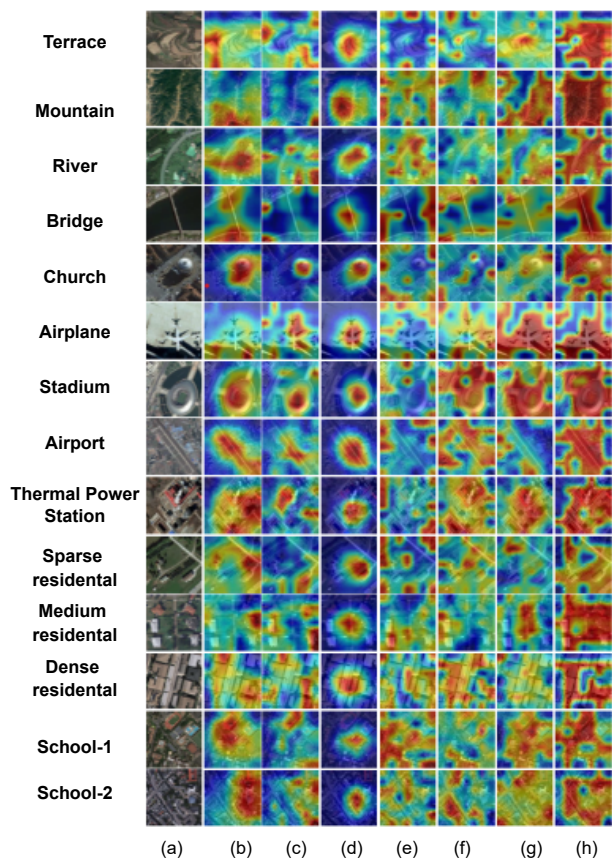 Terrace
Mountain
River
Bridge
Church
Airplane
Stadium
Airport
Thermal Power
Station
Sparse
residental
Medium
residental
Dense
residental
School-1
School-2
(a) (b) (c) (d) (e) (f) (g) (h)